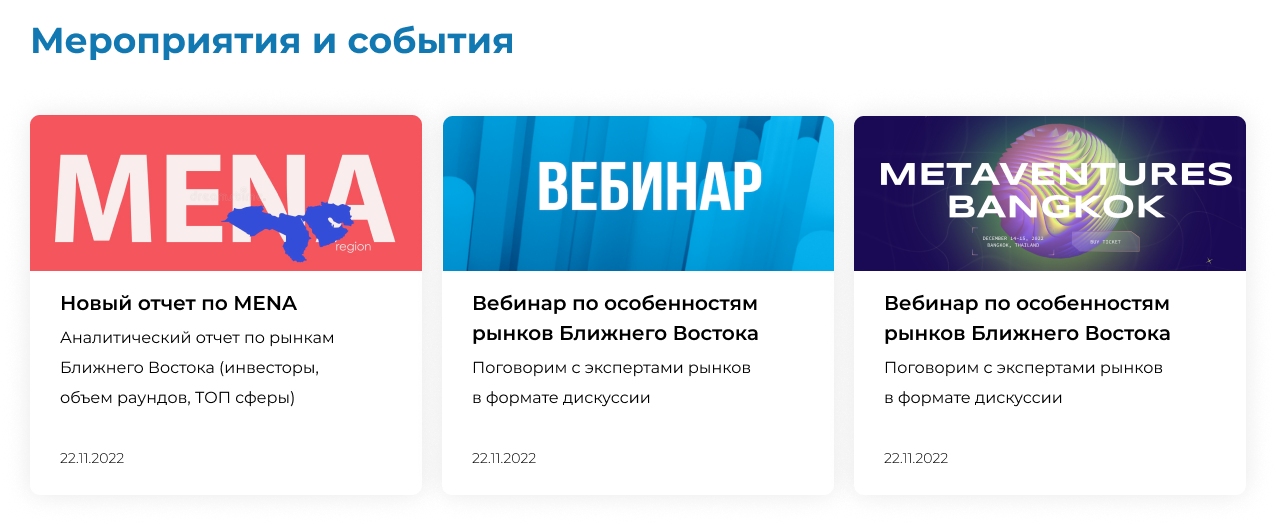 Мероприятия и события
MENA
region
Новый отчет по MENA
Аналитический отчет по рынкам
Ближнего Востока (инвесторы,
объем раундов, ТОП сферы)
22.11.2022
ВЕБИНАР
Вебинар по особенностям
рынков Ближнего Востока
Поговорим с экспертами рынков
в формате дискуссии
22.11.2022
METAVENTURES
BANGKOK
DECEMBER 14-15, 2022
BANGKOK, THAILAND
BUY TICKET
Вебинар по особенностям
рынков Ближнего Востока
Поговорим с экспертами рынков
в формате дискуссии
22.11.2022